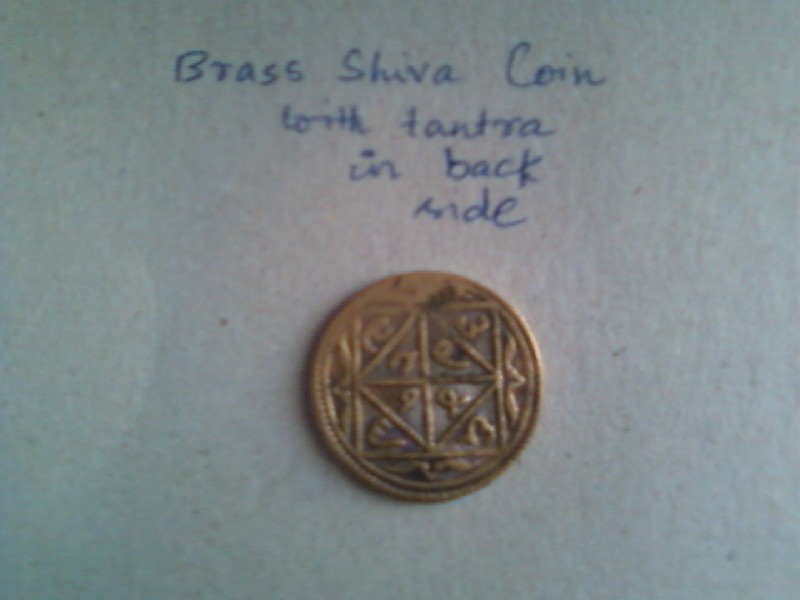 Brass Shiva Coin
with tantra
in back
side